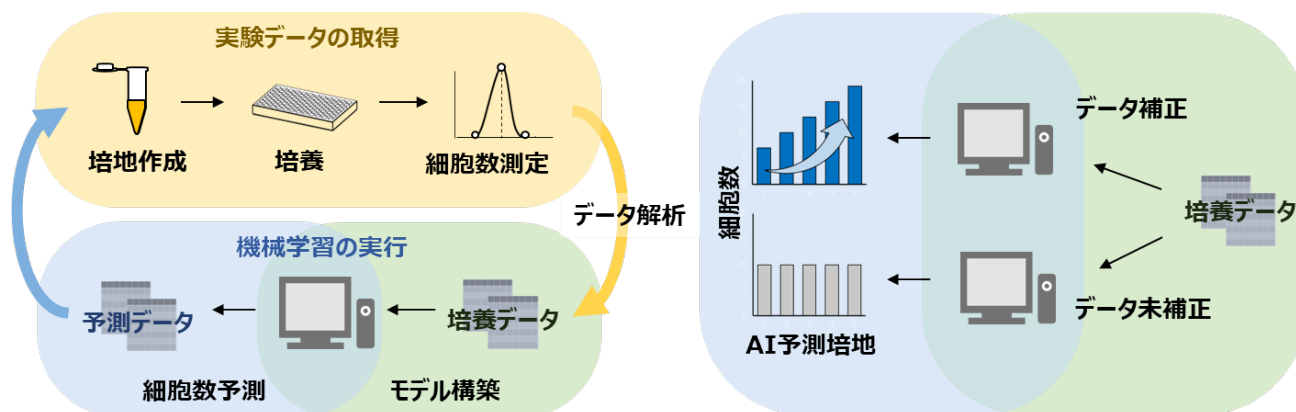 実験データの取得
培地作成
培養
細胞数測定
データ解析
機械学習の実行
予測データ
培養データ
細胞数予測
モデル構築
細胞数
データ補正
培養データ
データ未補正
AI予測培地